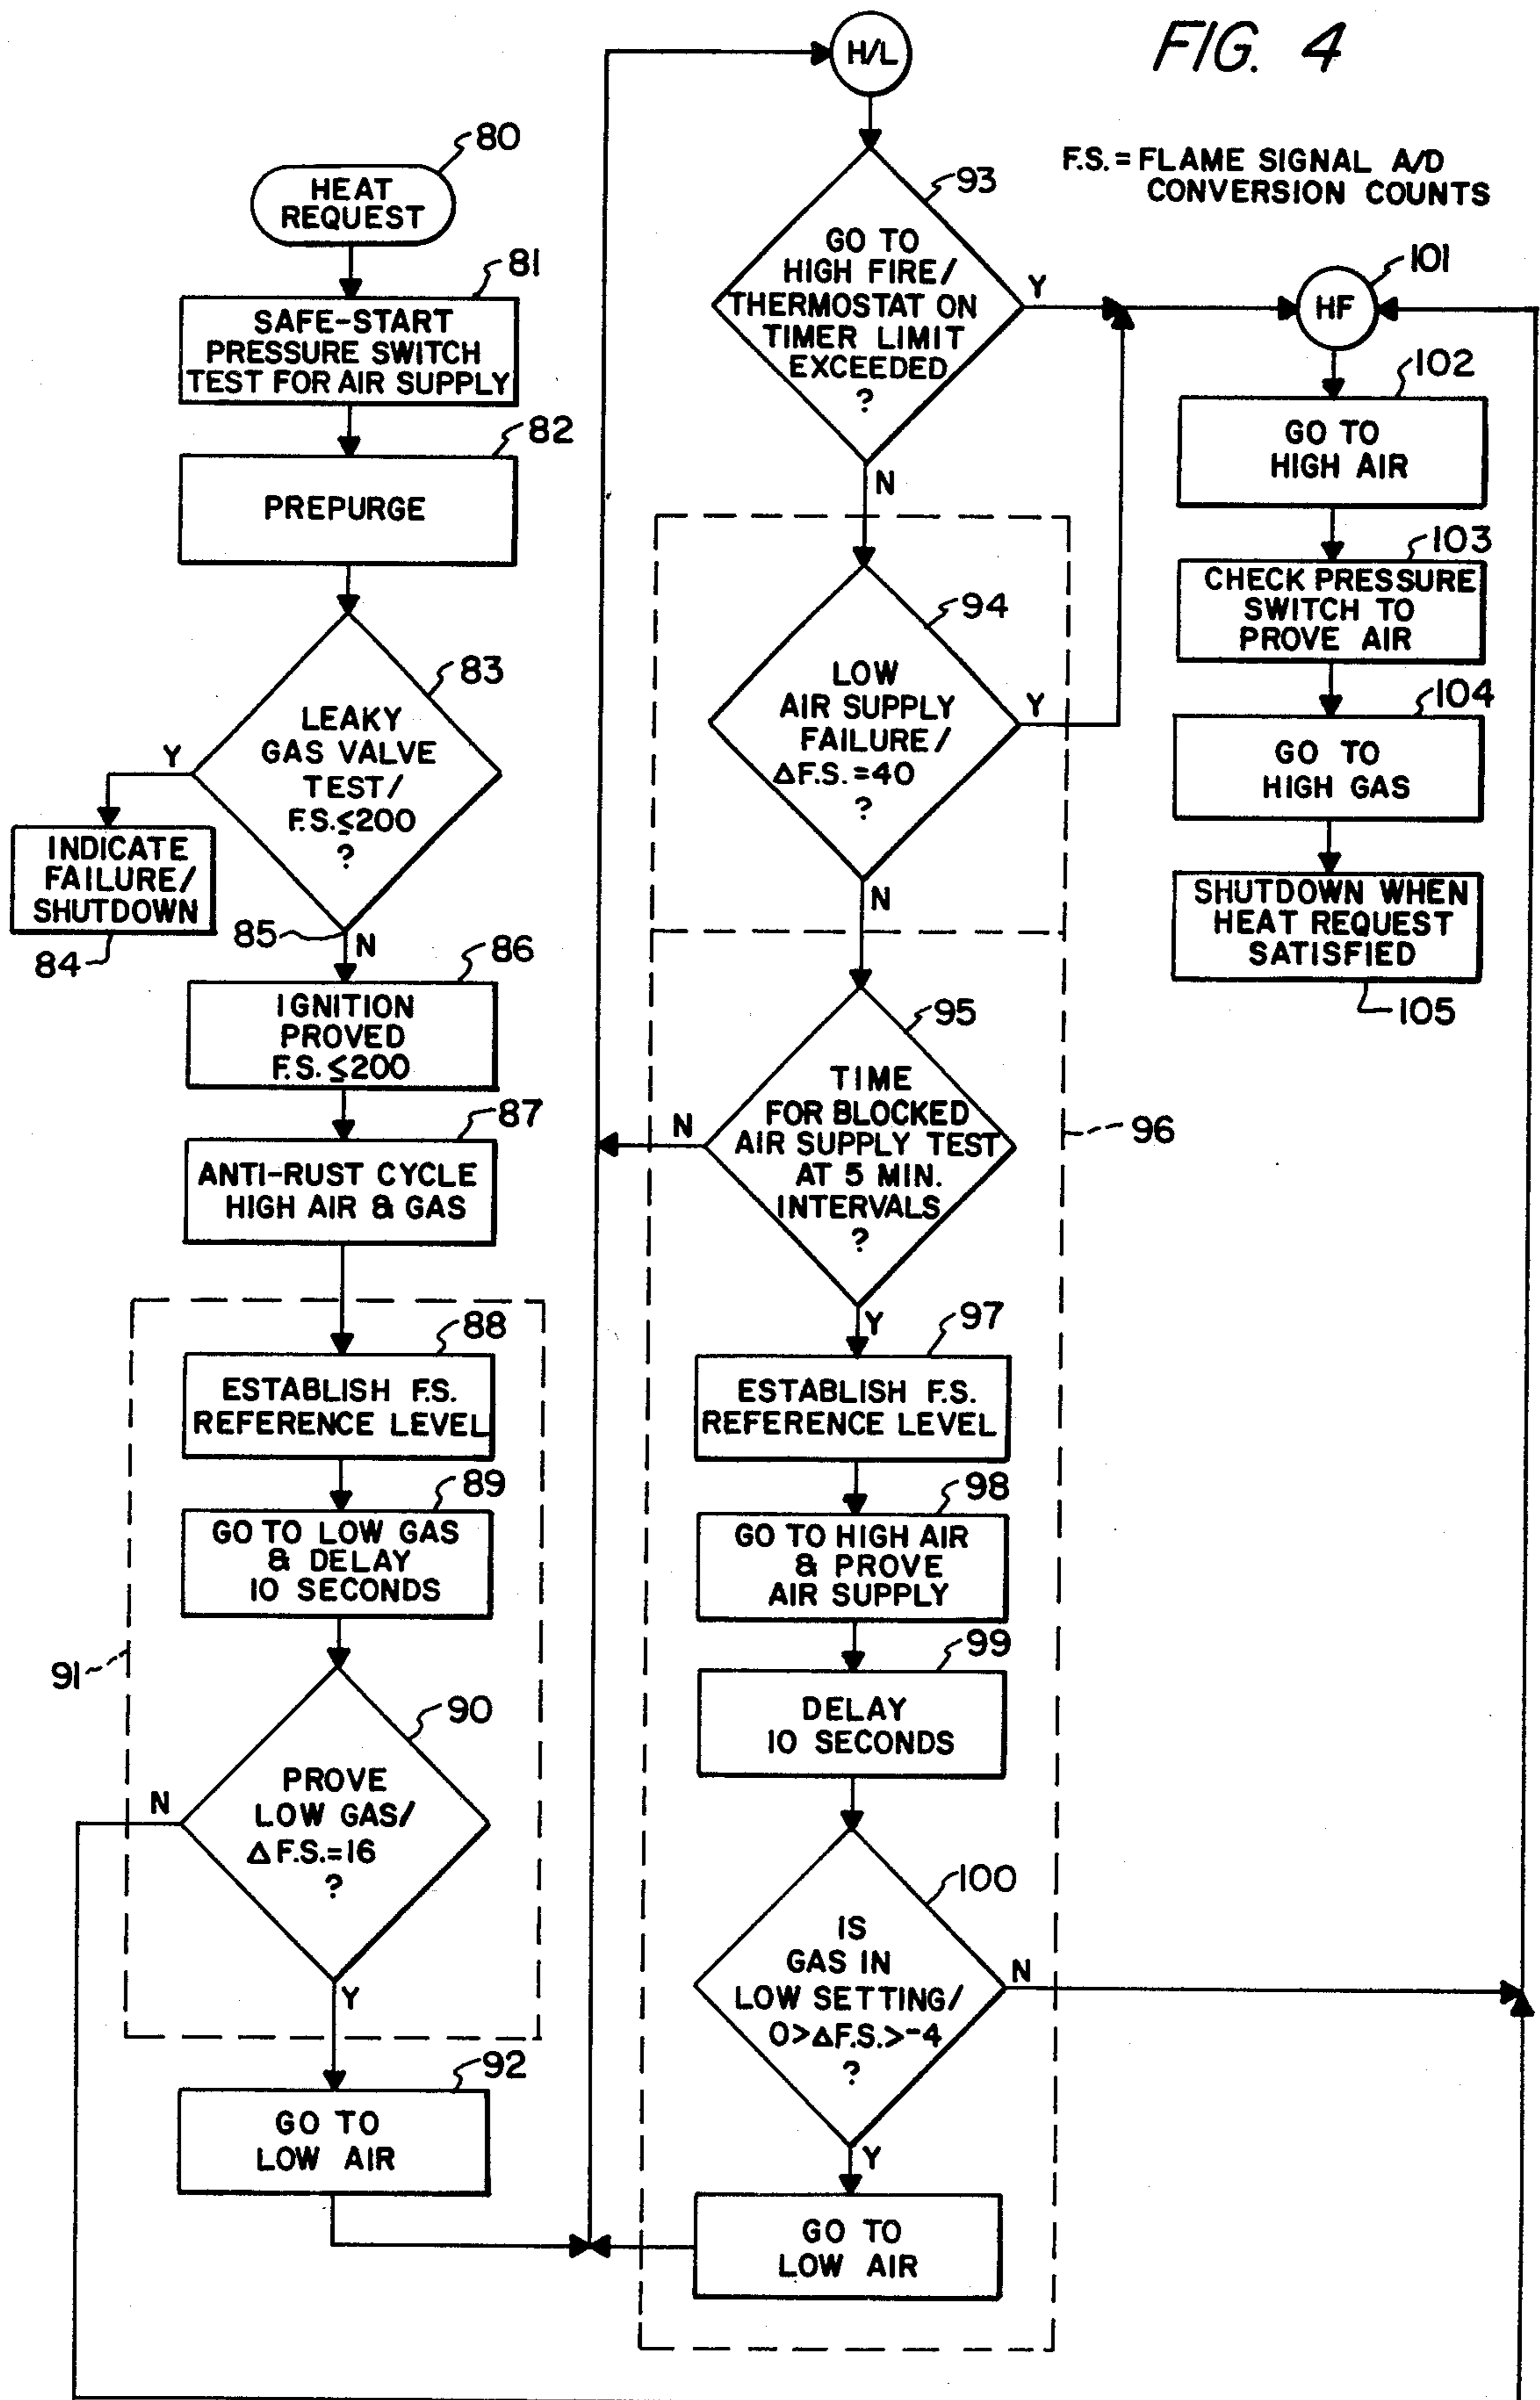 FIG. 4
F.S. = FLAME SIGNAL A/D
CONVERSION COUNTS
80
HEAT
REQUEST
81
SAFE-START
PRESSURE SWITCH
TEST FOR AIR SUPPLY
82
PREPURGE
83
LEAKY
GAS VALVE
TEST/
F.S.≤200
?
Y
INDICATE
FAILURE/
SHUTDOWN
84
85
N
86
IGNITION
PROVED
F.S.≤200
87
ANTI-RUST CYCLE
HIGH AIR & GAS
88
ESTABLISH F.S.
REFERENCE LEVEL
89
GO TO LOW GAS
& DELAY
10 SECONDS
91
90
PROVE
LOW GAS/
Δ F.S.=16
?
N
Y
92
GO TO
LOW AIR
H/L
93
GO TO
HIGH FIRE/
THERMOSTAT ON
TIMER LIMIT
EXCEEDED
?
Y
N
94
LOW
AIR SUPPLY
FAILURE/
Δ F.S.=40
?
Y
N
95
TIME
FOR BLOCKED
AIR SUPPLY TEST
AT 5 MIN.
INTERVALS
?
N
96
Y
97
ESTABLISH F.S.
REFERENCE LEVEL
98
GO TO HIGH AIR
& PROVE
AIR SUPPLY
99
DELAY
10 SECONDS
100
IS
GAS IN
LOW SETTING/
0>ΔF.S.>-4
?
N
Y
GO TO
LOW AIR
101
HF
102
GO TO
HIGH AIR
103
CHECK PRESSURE
SWITCH TO
PROVE AIR
104
GO TO
HIGH GAS
SHUTDOWN WHEN
HEAT REQUEST
SATISFIED
105